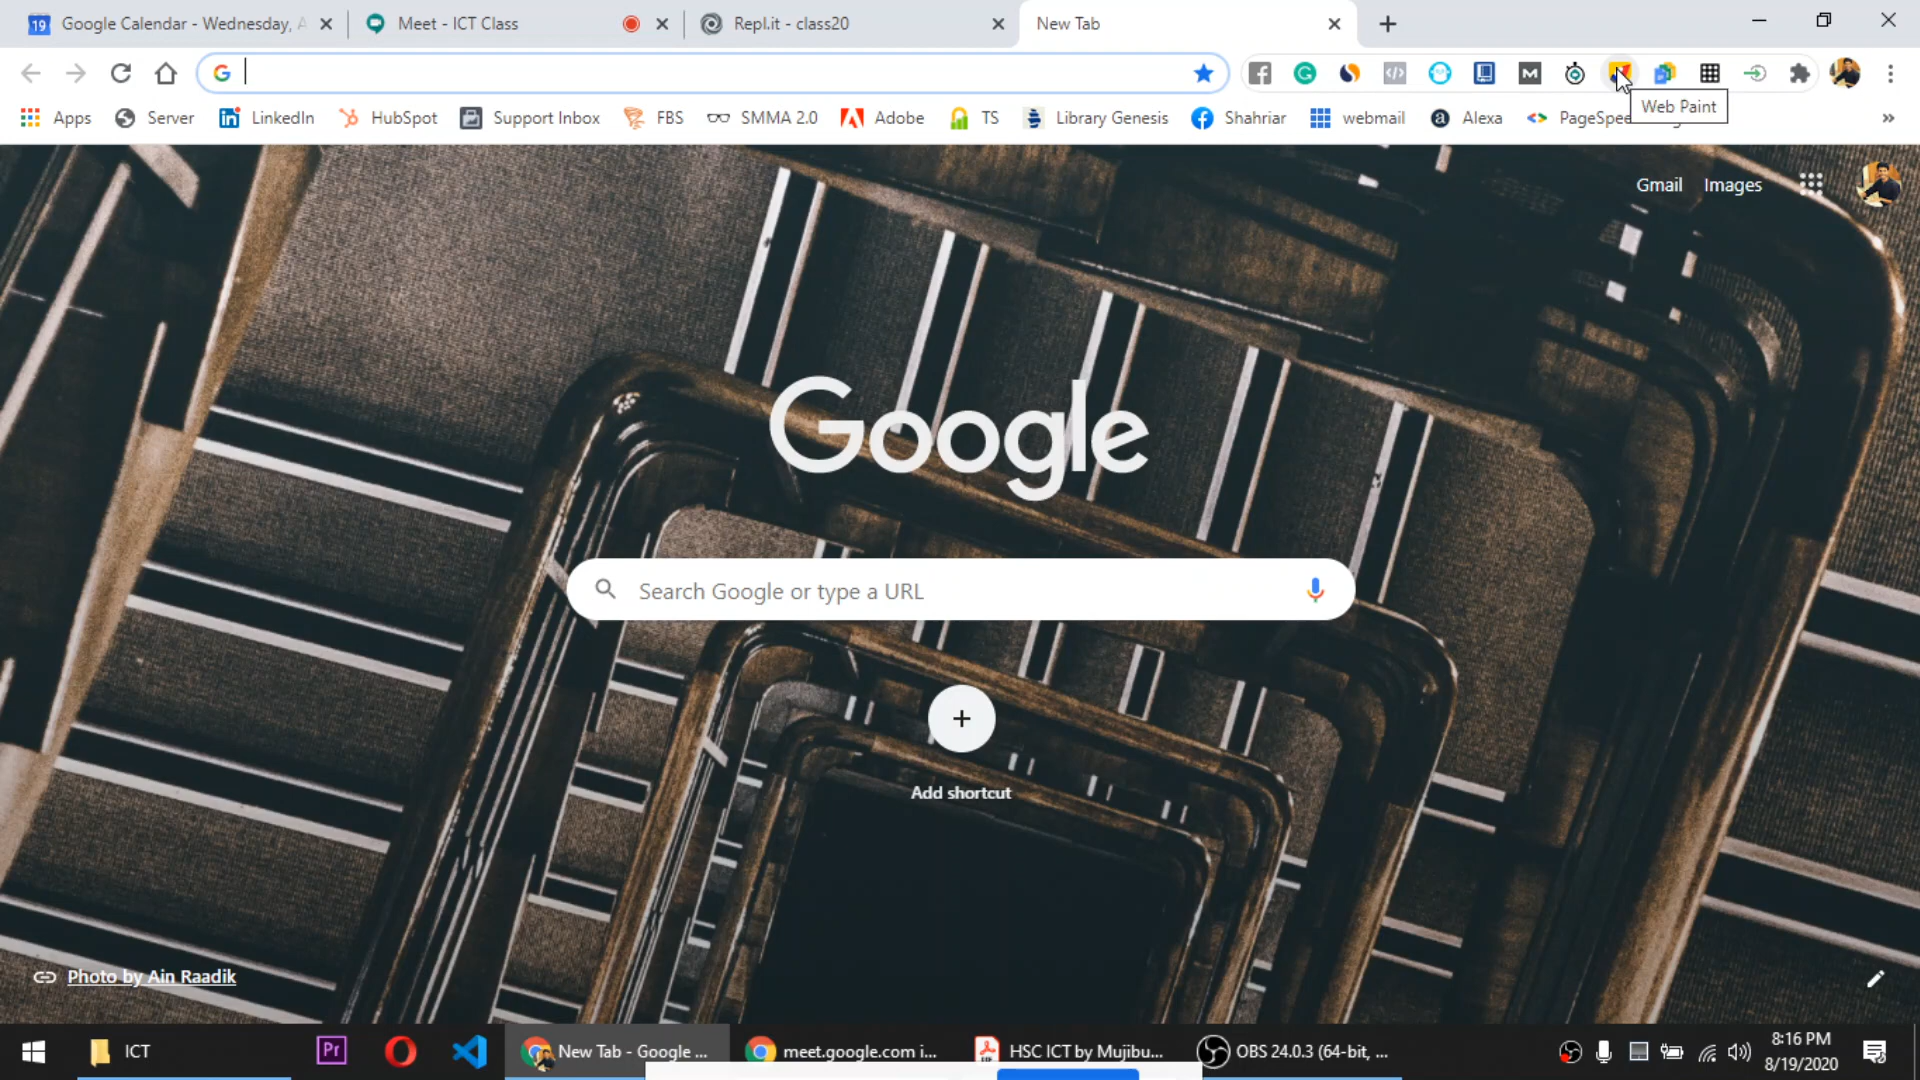 Google Calendar - Wednesday, A
Meet - ICT Class
Repl.it - class20
New Tab
Web Paint
Apps
Server
LinkedIn
HubSpot
Support Inbox
FBS
SMMA 2.0
Adobe
TS
Library Genesis
Shahriar
webmail
Alexa
PageSpee
Gmail
Images
Google
Search Google or type a URL
Add shortcut
Photo by Ain Raadik
ICT
New Tab - Google ...
meet.google.com i...
HSC ICT by Mujibu...
OBS 24.0.3 (64-bit, ...
8:16 PM
8/19/2020